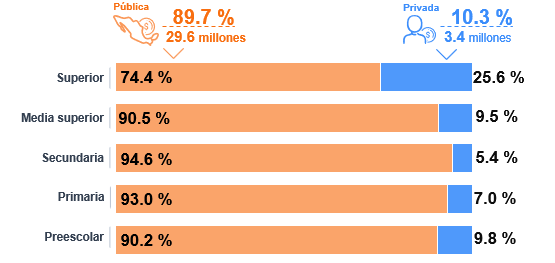 Pública
89.7 %
29.6 millones
Privada
10.3 %
3.4 millones
Superior 74.4 % 25.6 %
Media superior 90.5 % 9.5 %
Secundaria 94.6 % 5.4 %
Primaria 93.0 % 7.0 %
Preescolar 90.2 % 9.8 %